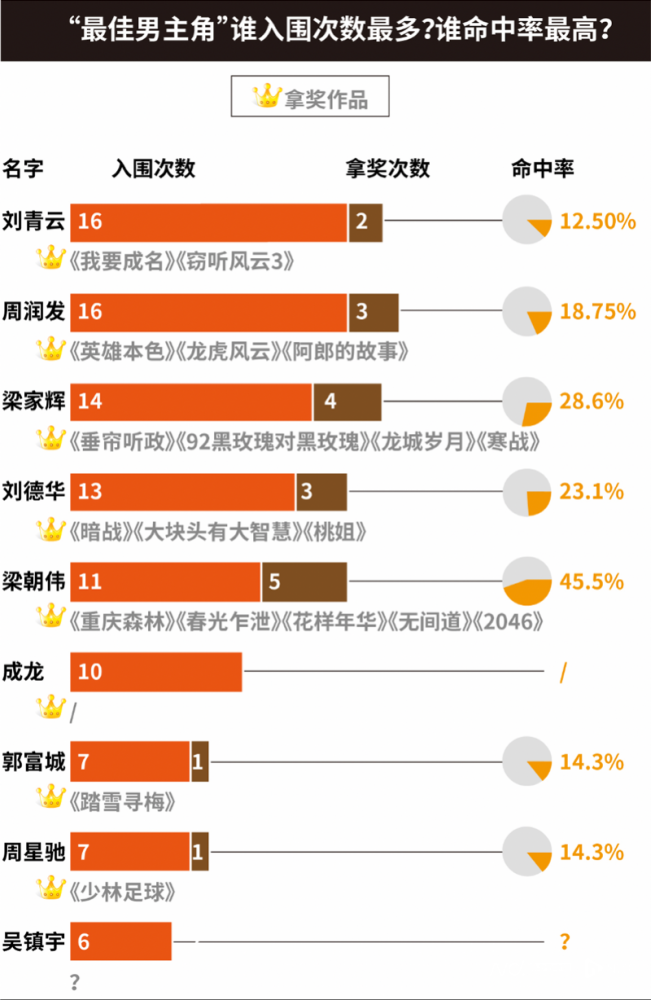 “最佳男主角”谁入围次数最多?谁命中率最高?
拿奖作品
名字 入围次数 拿奖次数 命中率
刘青云 16 2 12.50%
《我要成名》《窃听风云3》
周润发 16 3 18.75%
《英雄本色》《龙虎风云》《阿郎的故事》
梁家辉 14 4 28.6%
《垂帘听政》《92黑玫瑰对黑玫瑰》《龙城岁月》《寒战》
刘德华 13 3 23.1%
《暗战》《大块头有大智慧》《桃姐》
梁朝伟 11 5 45.5%
《重庆森林》《春光乍泄》《花样年华》《无间道》《2046》
成龙 10 /
/
郭富城 7 1 14.3%
《踏雪寻梅》
周星驰 7 1 14.3%
《少林足球》
吴镇宇 6 ?
?